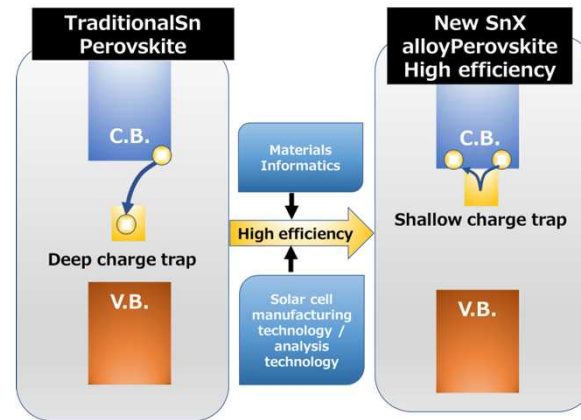 TraditionalSn
Perovskite
C.B.
Deep charge trap
V.B.
Materials
Informatics
High efficiency
Solar cell
manufacturing
technology /
analysis
technology
New SnX
alloyPerovskite
High efficiency
C.B.
Shallow charge trap
V.B.